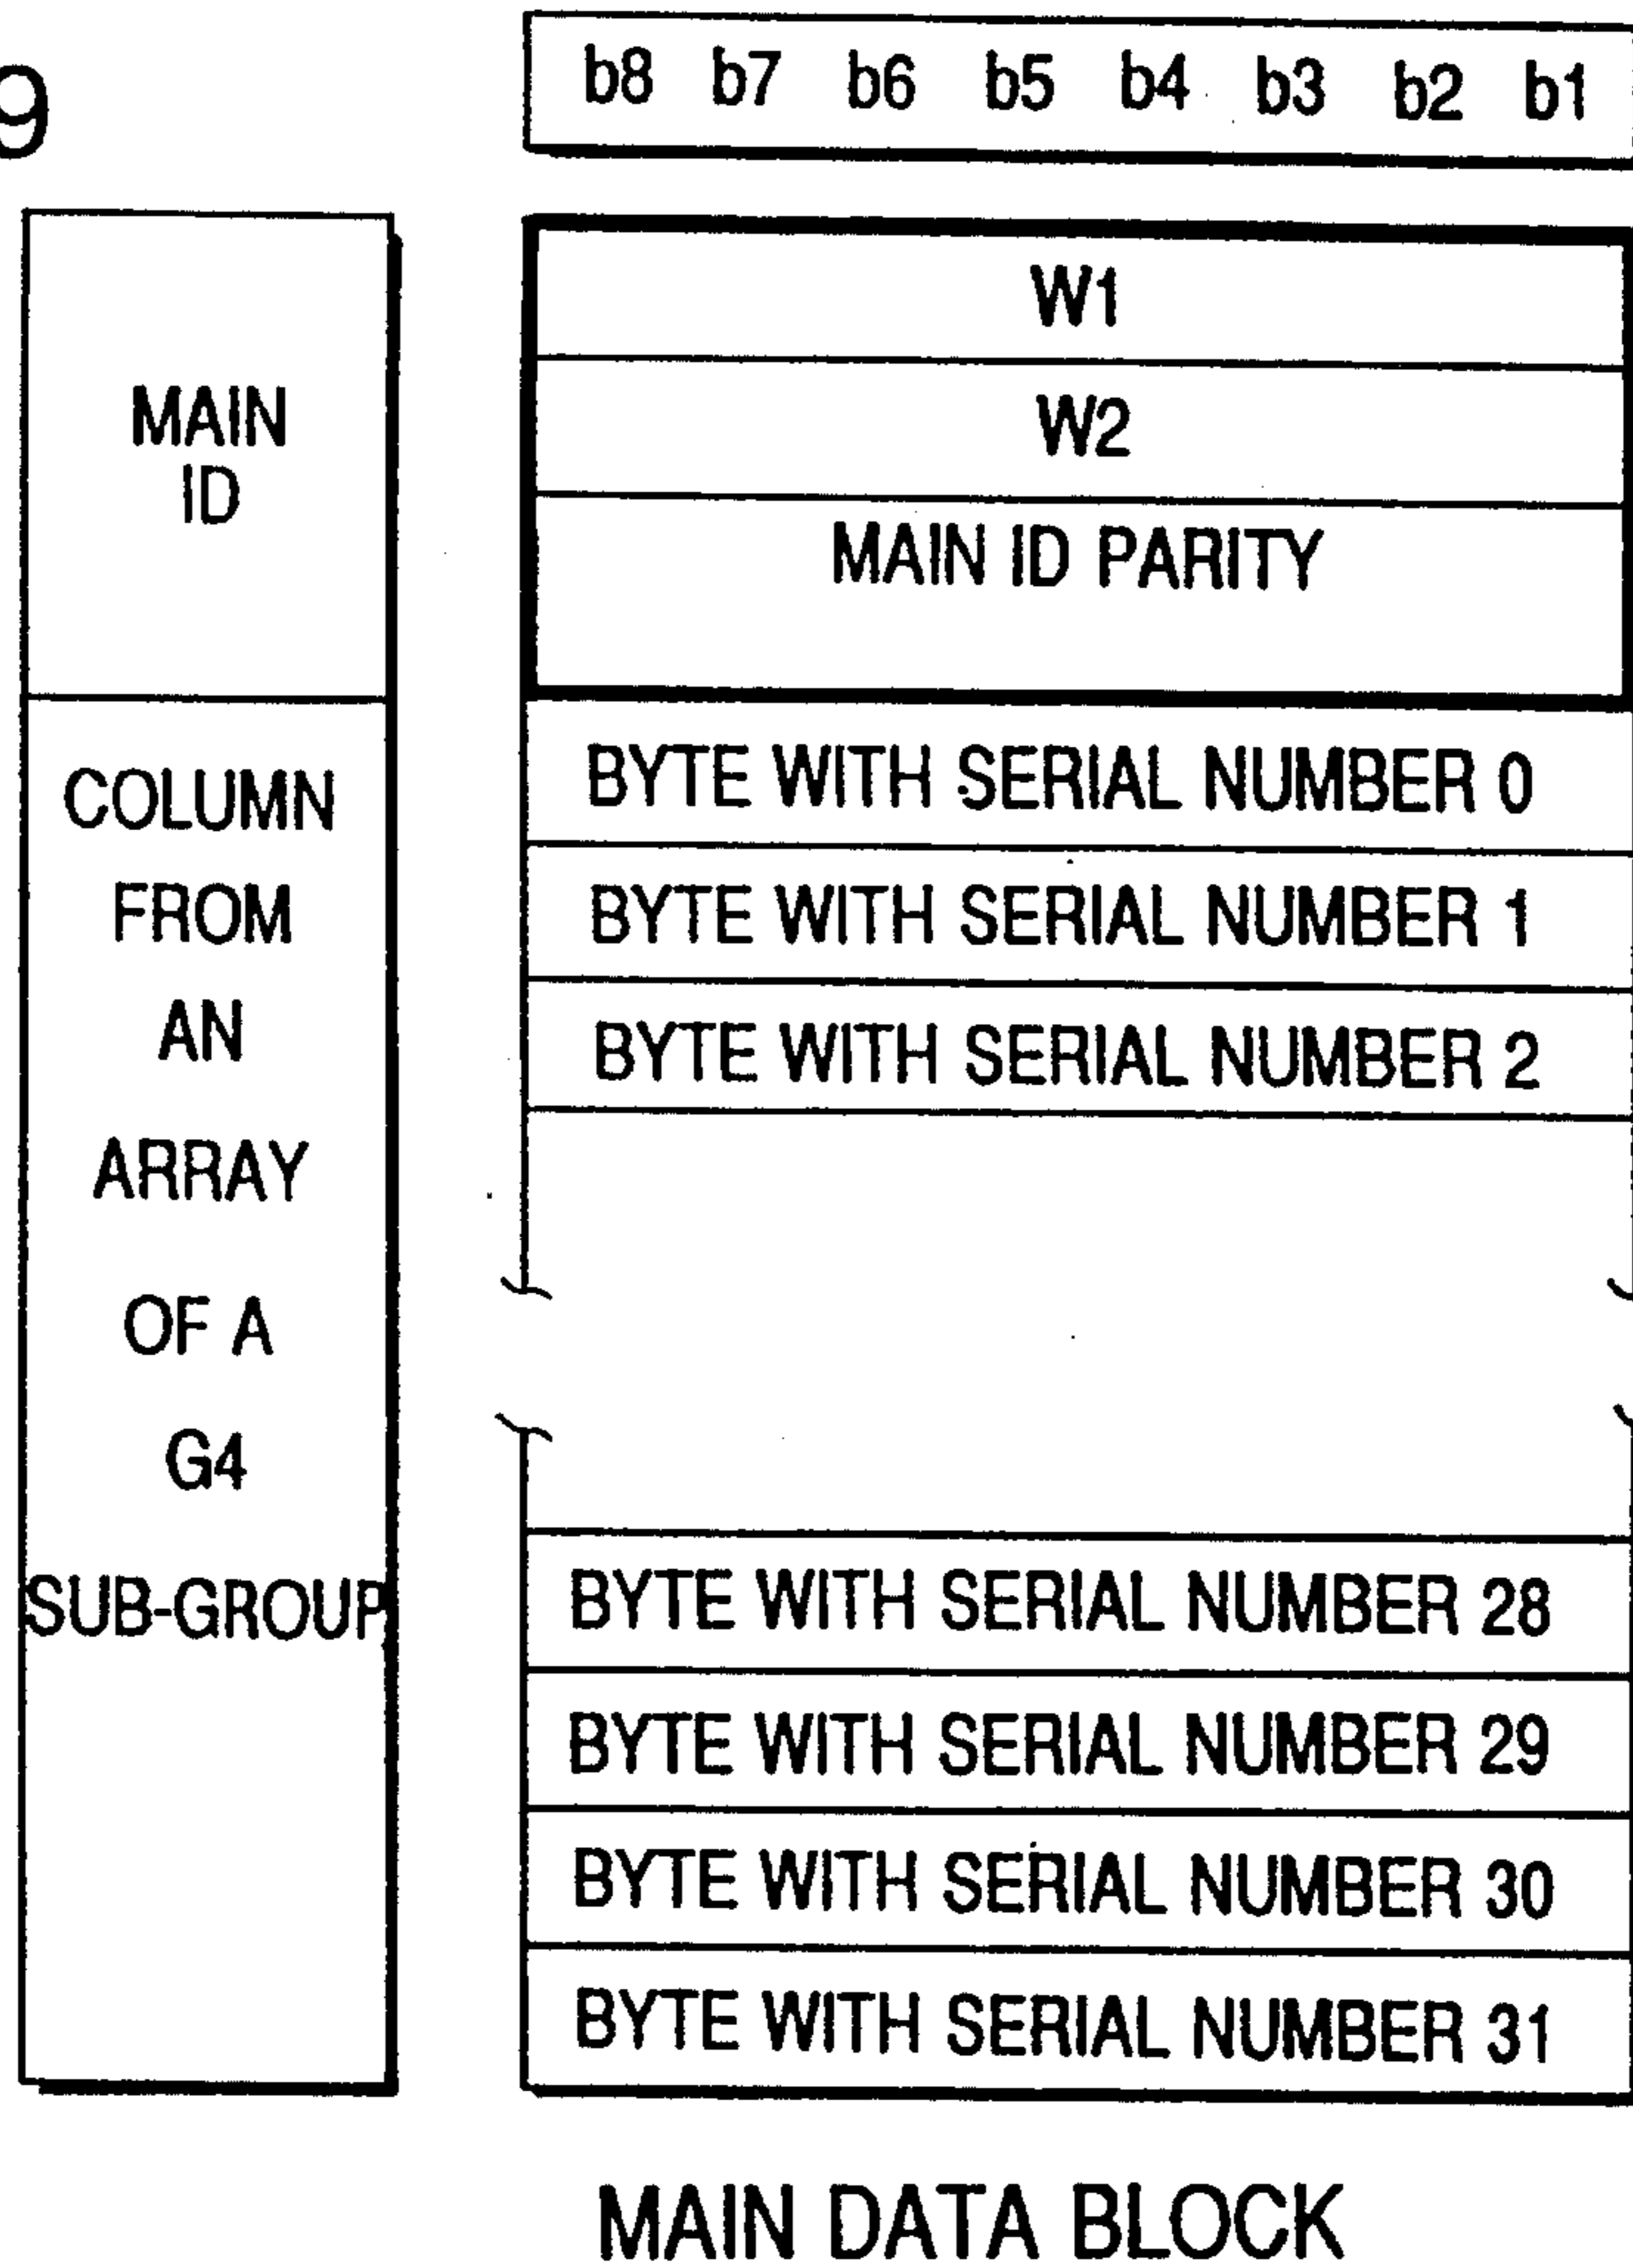 9
b8 b7 b6 b5 b4 b3 b2 b1
MAIN
ID
W1
W2
MAIN ID PARITY
COLUMN
FROM
AN
ARRAY
OF A
G4
SUB-GROUP
BYTE WITH SERIAL NUMBER 0
BYTE WITH SERIAL NUMBER 1
BYTE WITH SERIAL NUMBER 2
BYTE WITH SERIAL NUMBER 28
BYTE WITH SERIAL NUMBER 29
BYTE WITH SERIAL NUMBER 30
BYTE WITH SERIAL NUMBER 31
MAIN DATA BLOCK